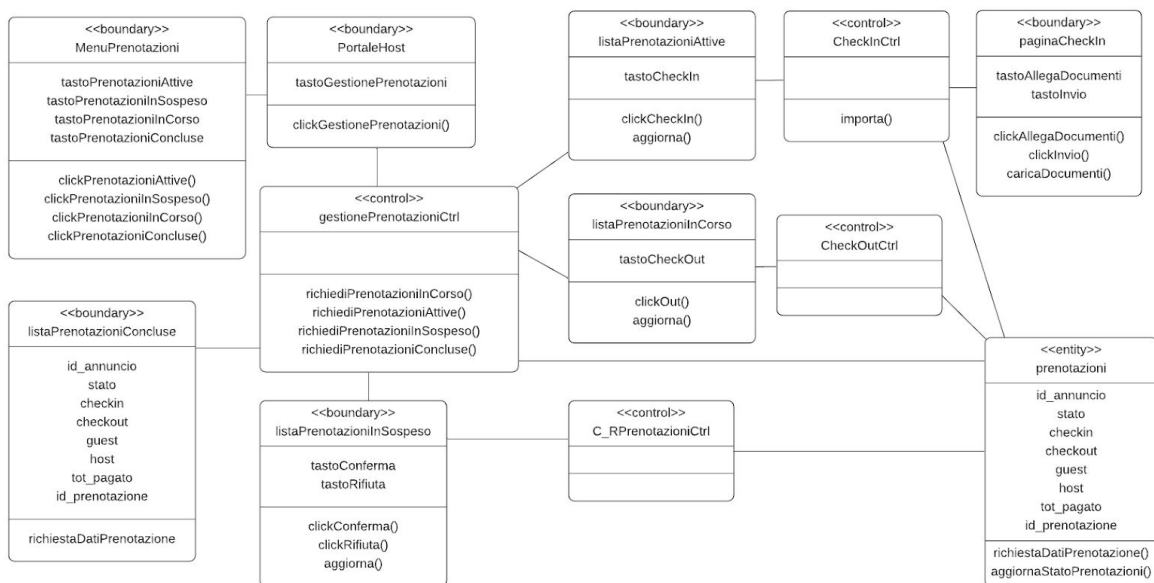 <<boundary>>
MenuPrenotazioni
tastoPrenotazioniAttive
tastoPrenotazioniInSospeso
tastoPrenotazioniInCorso
tastoPrenotazioniConcluse
clickPrenotazioniAttive()
clickPrenotazioniInSospeso()
clickPrenotazioniInCorso()
clickPrenotazioniConcluse()
<<boundary>>
PortaleHost
tastoGestionePrenotazioni
clickGestionePrenotazioni()
<<boundary>>
listaPrenotazioniAttive
tastoCheckIn
clickCheckIn()
aggiorna()
<<control>>
CheckInCtrl
importa()
<<boundary>>
paginaCheckIn
tastoAllegaDocumenti
tastoInvio
clickAllegaDocumenti()
clickInvio()
caricaDocumenti()
<<control>>
gestionePrenotazioniCtrl
richiediPrenotazioniInCorso()
richiediPrenotazioniAttive()
richiediPrenotazioniInSospeso()
richiediPrenotazioniConcluse()
<<boundary>>
listaPrenotazioniInCorso
tastoCheckOut
clickOut()
aggiorna()
<<control>>
CheckOutCtrl
<<boundary>>
listaPrenotazioniConcluse
id_annuncio
stato
checkin
checkout
guest
host
tot_pagato
id_prenotazione
richiestaDatiPrenotazione
<<boundary>>
listaPrenotazioniInSospeso
tastoConferma
tastoRifiuta
clickConferma()
clickRifiuta()
aggiorna()
<<control>>
C_RPrenotazioniCtrl
<<entity>>
prenotazioni
id_annuncio
stato
checkin
checkout
guest
host
tot_pagato
id_prenotazione
richiestaDatiPrenotazione()
aggiornaStatoPrenotazioni()